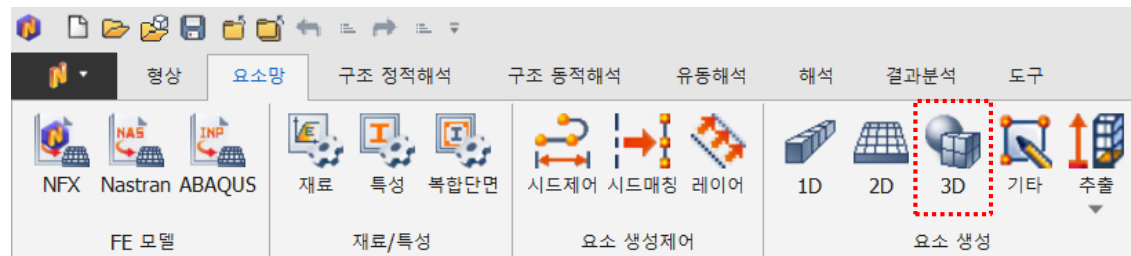 형상 요소망 구조 정적해석 구조 동적해석 유동해석 해석 결과분석 도구
NAS INP
NFX Nastran ABAQUS 재료 특성 복합단면 시드제어 시드매칭 레이어 1D 2D 3D 기타 추출
FE 모델 재료/특성 요소 생성제어 요소 생성